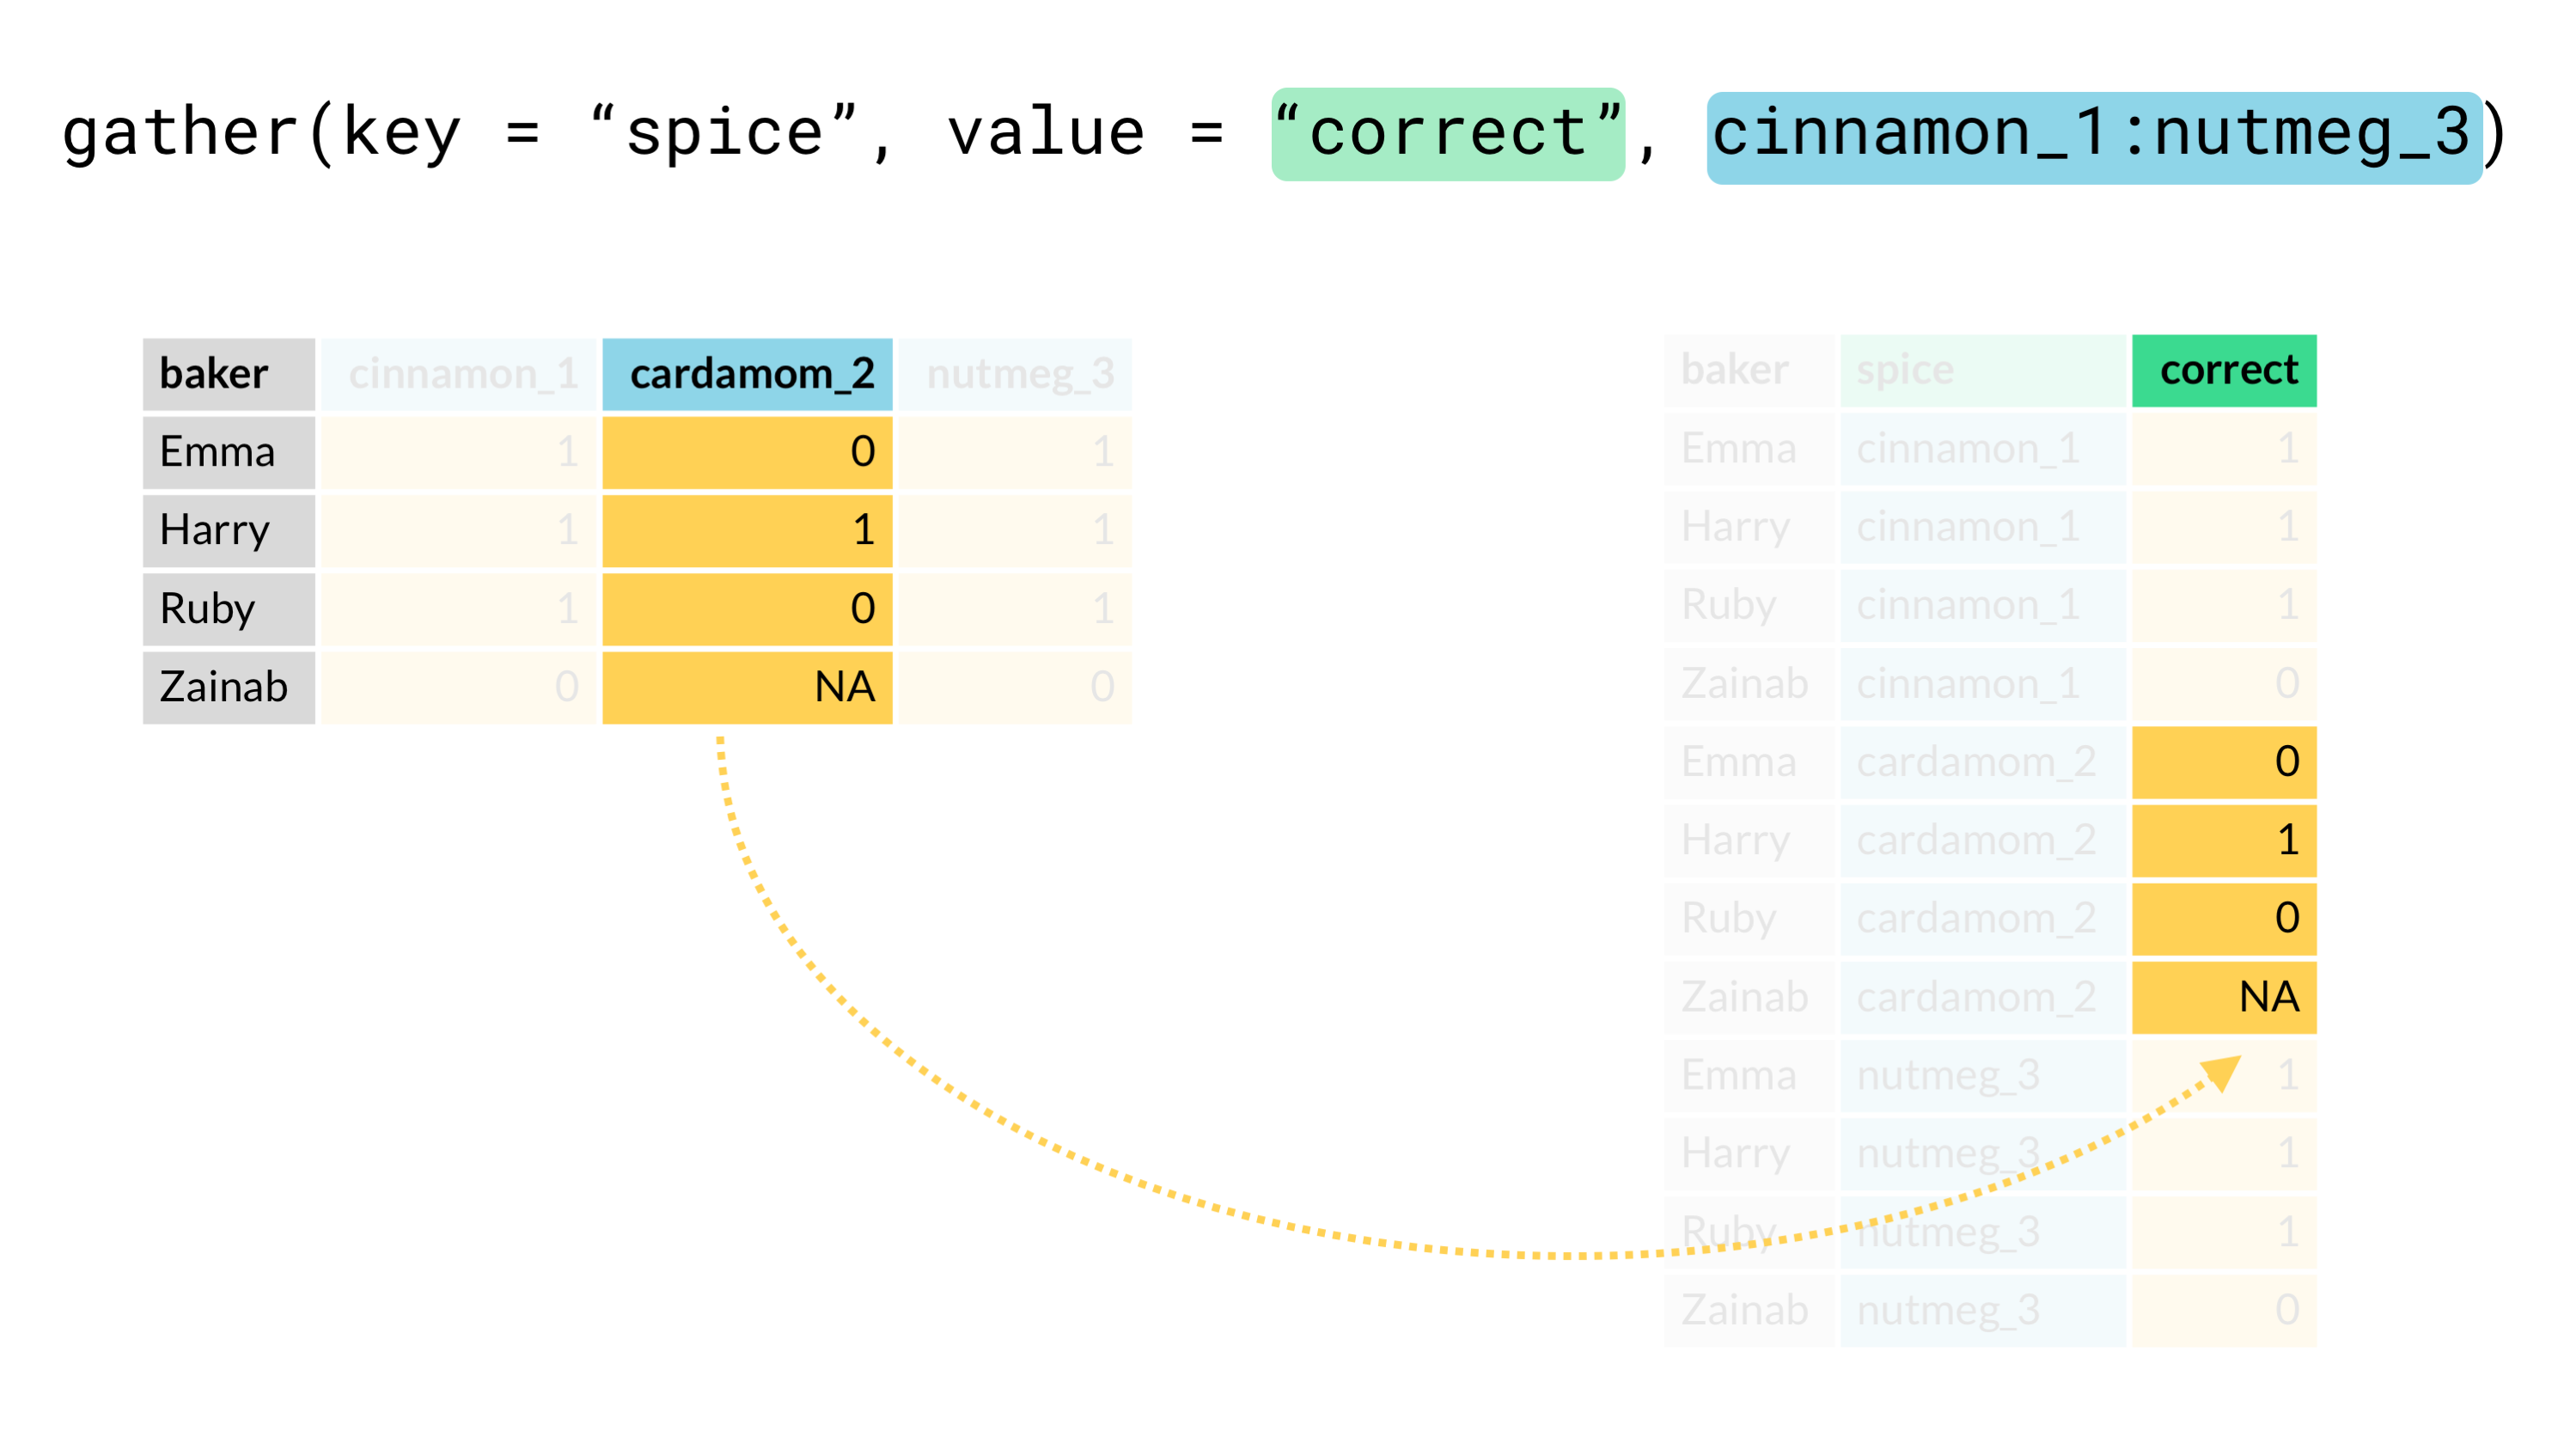 gather(key = “spice”, value = “correct”, cinnamon_1:nutmeg_3)
baker cinnamon_1 cardamom_2 nutmeg_3
Emma 1 0 1
Harry 1 1 1
Ruby 1 0 1
Zainab 0 NA 0
baker spice correct
Emma cinnamon_1 1
Harry cinnamon_1 1
Ruby cinnamon_1 1
Zainab cinnamon_1 0
Emma cardamom_2 0
Harry cardamom_2 1
Ruby cardamom_2 0
Zainab cardamom_2 NA
Emma nutmeg_3 1
Harry nutmeg_3 1
Ruby nutmeg_3 1
Zainab nutmeg_3 0